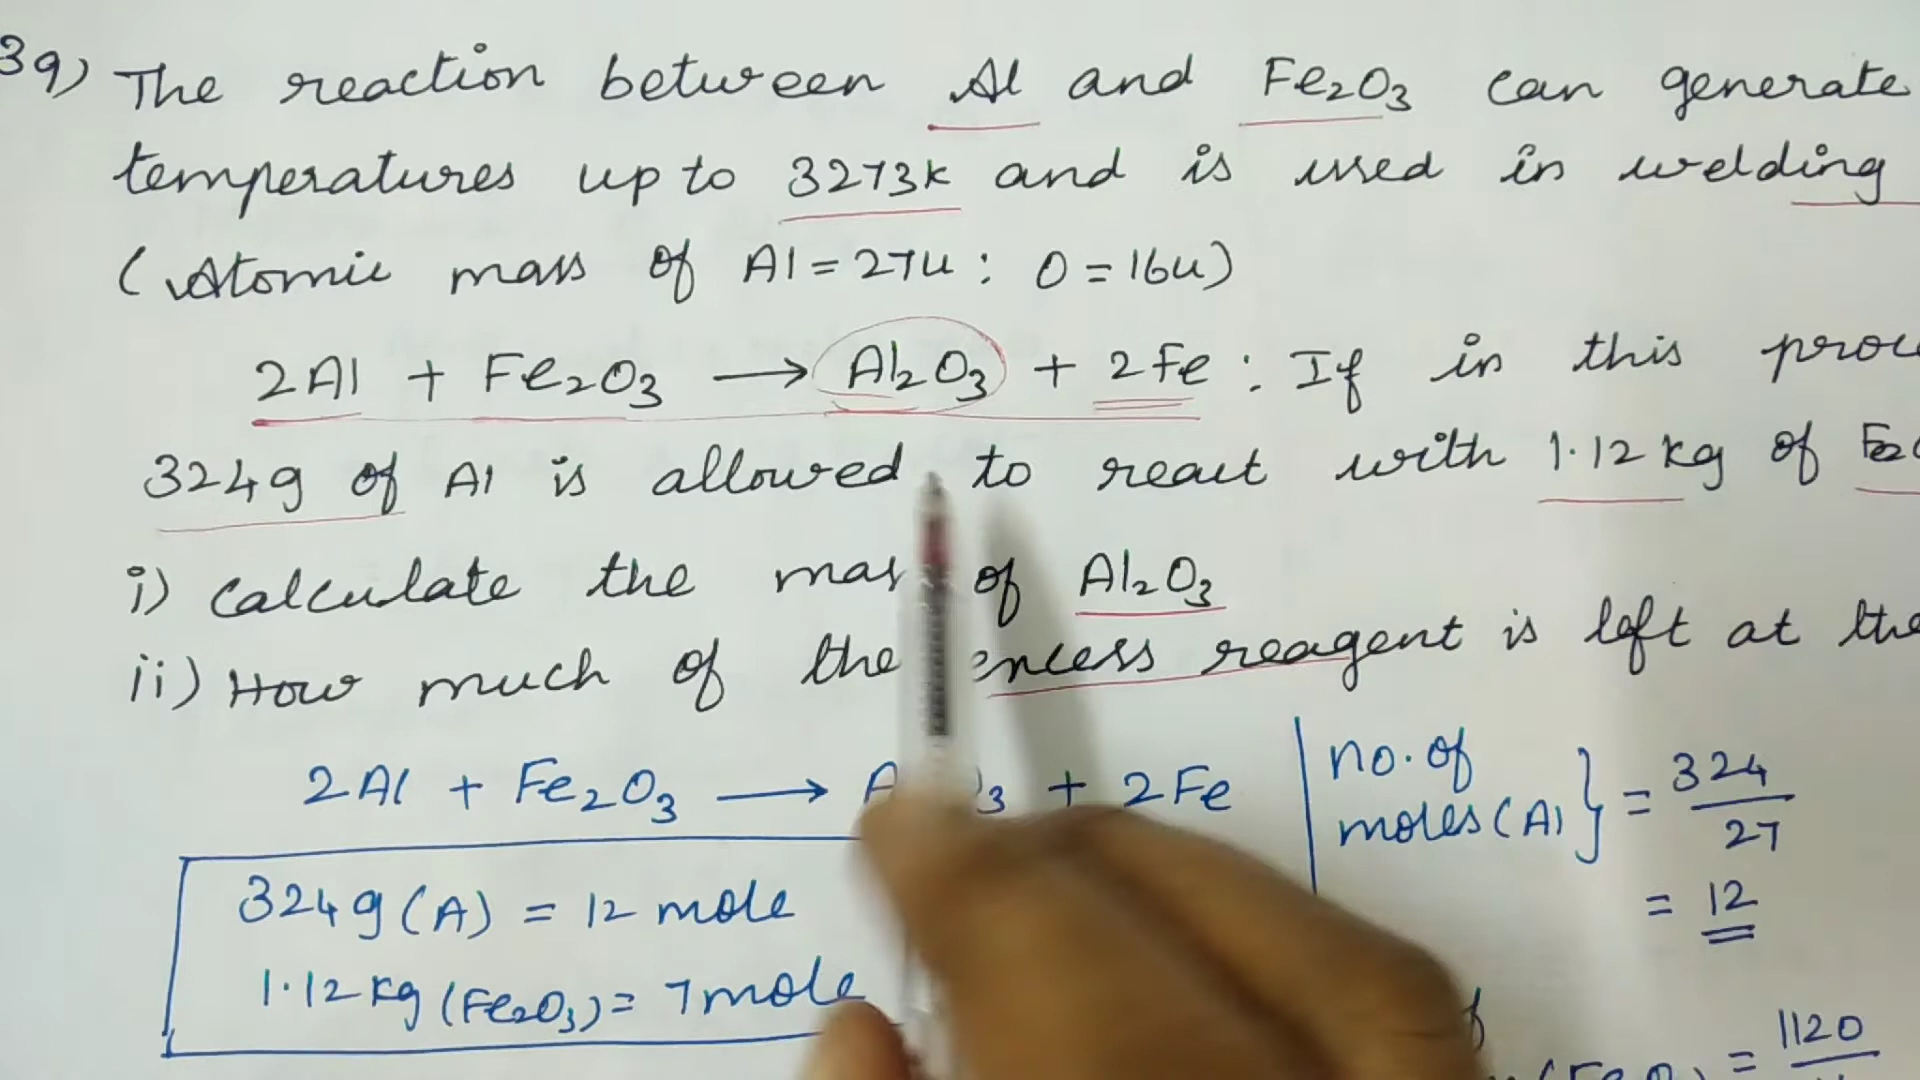 39) The reaction between Al and Fe₂O₃ can generate
temperatures up to 3273K and is used in welding
(Atomic mass of Al = 27u : O = 16u)
2Al + Fe₂O₃ → Al₂O₃ + 2Fe : If in this
324g of Al is allowed to react with 1.12 kg of
i) Calculate the of Al₂O₃
ii) How much of the excess reagent is left at the
2Al + Fe₂O₃ → + 2Fe
no. of
moles (Al } = 324/27
= 12
324g (A) = 12 mole
1.12 kg (Fe₂O₃) = 7 mole
= 1120